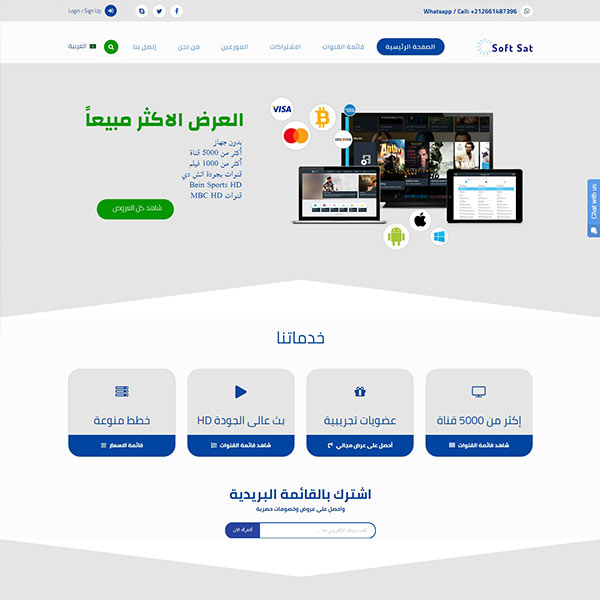 Login / Sign Up
Whatsapp / Call: +212661487396
Soft Sat
الصفحة الرئيسية
قائمة القنوات
الاشتراكات
الموزعين
من نحن
إتصل بنا
العربية
العرض الاكثر مبيعاً
بدون جهاز
أكثر من 5000 قناة
أكثر من 1000 فيلم
قنوات بجودة اتش دي
Bein Sports HD
قنوات MBC HD
شاهد كل العروض
VISA
DISCOVER
Chat with us
خدماتنا
إكثر من 5000 قناة
شاهد قائمة القنوات
عضويات تجريبية
أحصل على عرض مجاني
بث عالى الجودة HD
شاهد قائمة القنوات
خطط منوعة
قائمة الاسعار
اشترك بالقائمة البريدية
واحصل على عروض وخصومات حصرية
أشترك الان